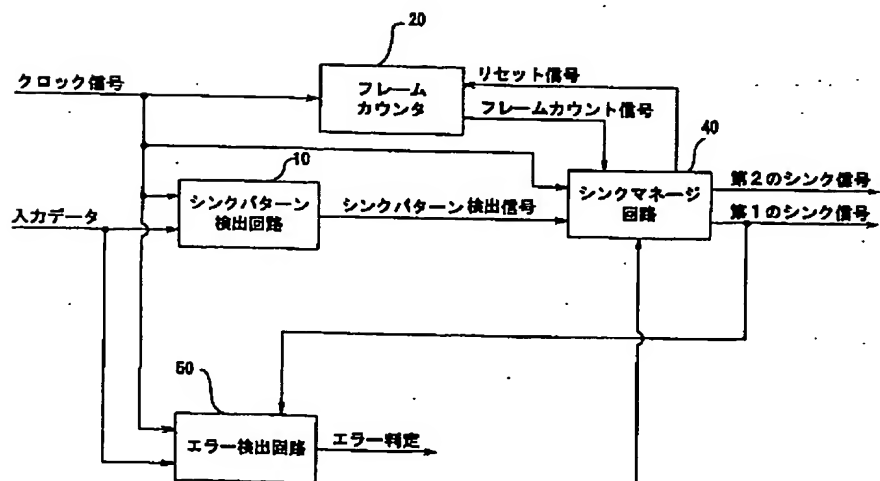 20
クロック信号
フレーム
カウンタ
リセット信号
フレームカウント信号
40
10
シンクパターン
検出回路
シンクパターン検出信号
シンクマネージ
回路
第2のシンク信号
第1のシンク信号
入力データ
50
エラー検出回路
エラー判定